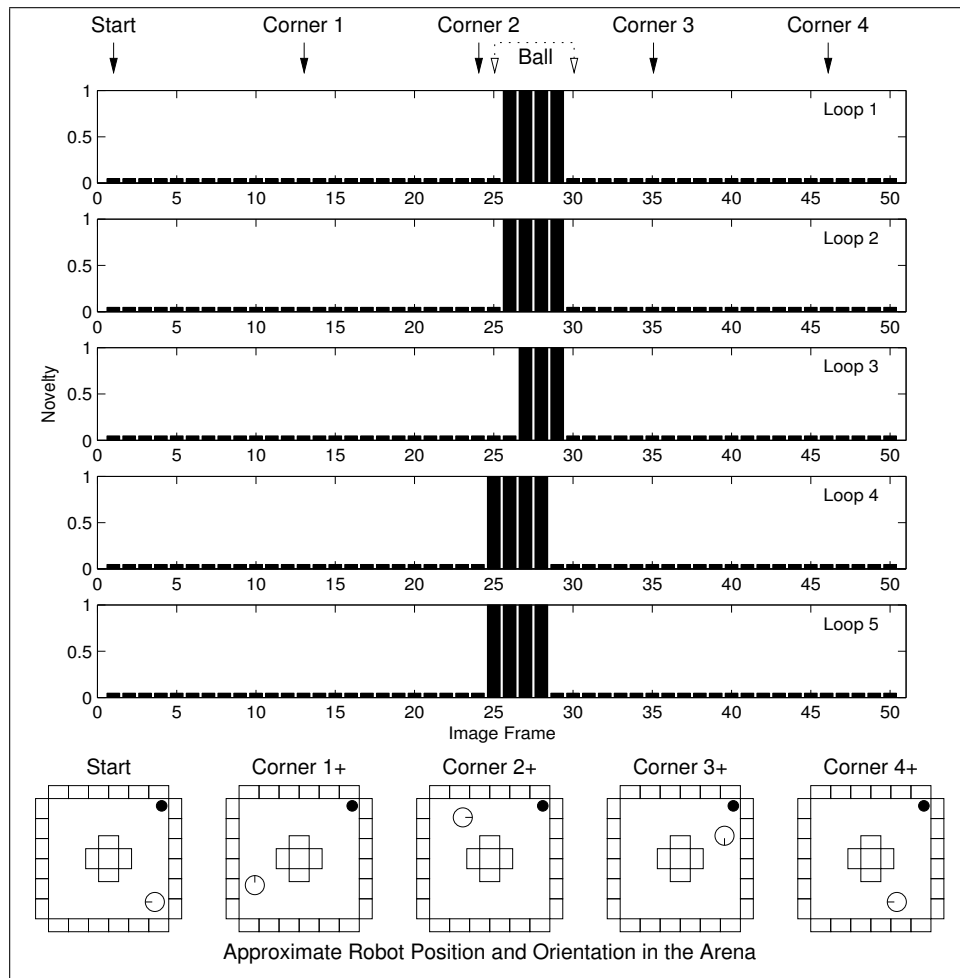 Start Corner 1 Corner 2 Corner 3 Corner 4
Ball
1
0.5
0
Loop 1
0 5 10 15 20 25 30 35 40 45 50
1
0.5
0
Loop 2
0 5 10 15 20 25 30 35 40 45 50
Novelty
1
0.5
0
Loop 3
0 5 10 15 20 25 30 35 40 45 50
1
0.5
0
Loop 4
0 5 10 15 20 25 30 35 40 45 50
1
0.5
0
Loop 5
0 5 10 15 20 25 30 35 40 45 50
Image Frame
Start Corner 1+ Corner 2+ Corner 3+ Corner 4+
Approximate Robot Position and Orientation in the Arena